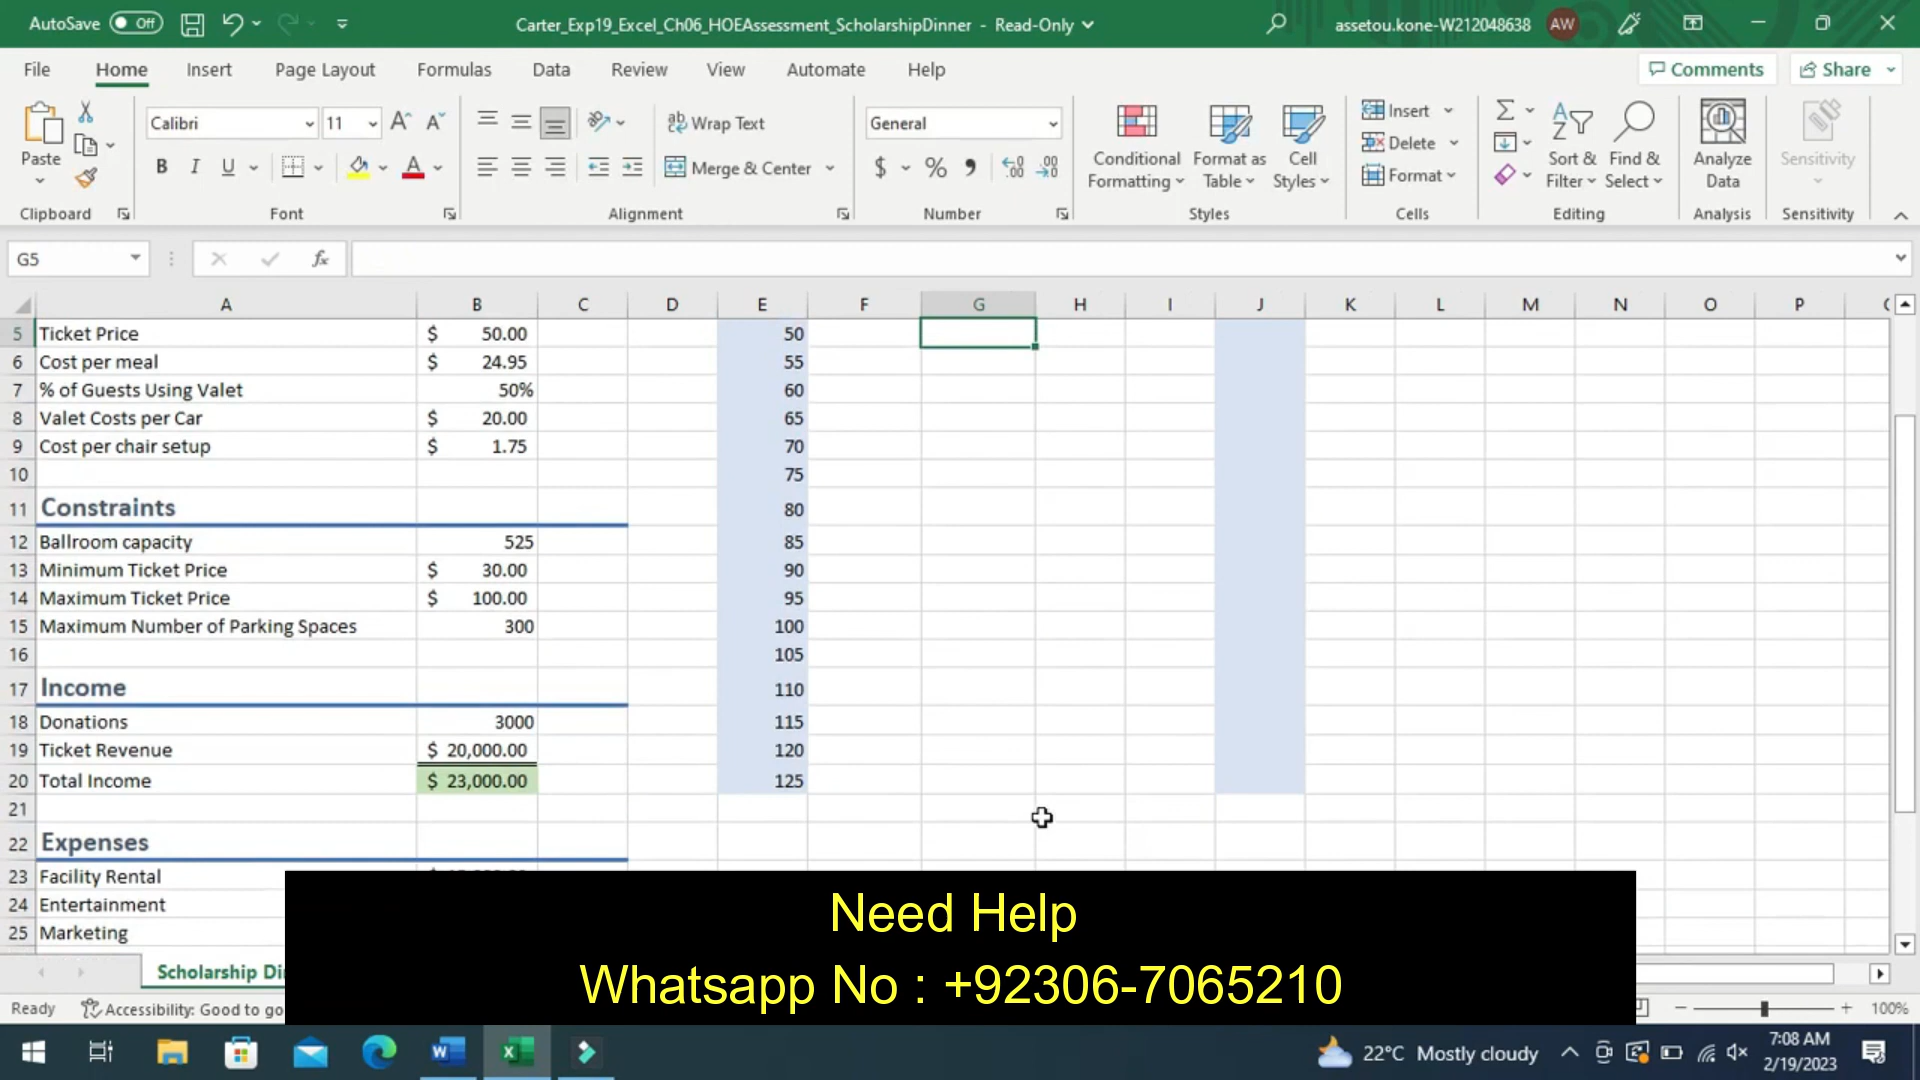 AutoSave Off Carter_Exp19_Excel_Ch06_HOEAssessment_ScholarshipDinner - Read-Only assetou.kone-W212048638 AW
File Home Insert Page Layout Formulas Data Review View Automate Help Comments Share
Calibri 11 Wrap Text General Insert
Delete
Paste Merge & Center $ % Conditional Formatting Format as Table Cell Styles Format Sort & Filter Find & Select Analyze Data Sensitivity
Clipboard Font Alignment Number Styles Cells Editing Analysis Sensitivity
G5 fx
A B C D E F G H I J K L M N O P
5 Ticket Price $ 50.00 50
6 Cost per meal $ 24.95 55
7 % of Guests Using Valet 50% 60
8 Valet Costs per Car $ 20.00 65
9 Cost per chair setup $ 1.75 70
10 75
11 Constraints 80
12 Ballroom capacity 525 85
13 Minimum Ticket Price $ 30.00 90
14 Maximum Ticket Price $ 100.00 95
15 Maximum Number of Parking Spaces 300 100
16 105
17 Income 110
18 Donations 3000 115
19 Ticket Revenue $ 20,000.00 120
20 Total Income $ 23,000.00 125
21
22 Expenses
23 Facility Rental
24 Entertainment
25 Marketing
Need Help
Whatsapp No : +92306-7065210
Scholarship Di
Ready Accessibility: Good to go 100%
22°C Mostly cloudy 7:08 AM
2/19/2023